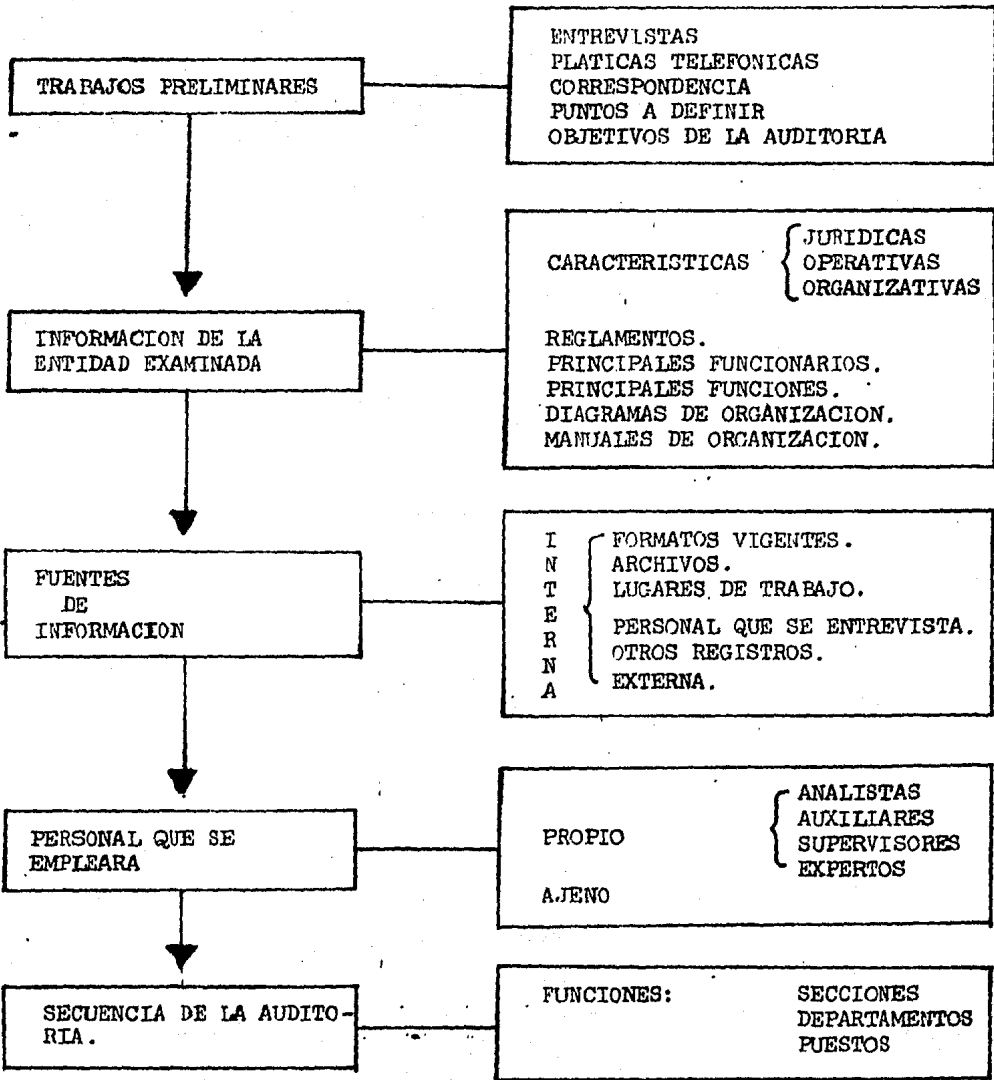 TRABAJOS PRELIMINARES
ENTREVISTAS
PLATICAS TELEFONICAS
CORRESPONDENCIA
PUNTOS A DEFINIR
OBJETIVOS DE LA AUDITORIA
INFORMACION DE LA
ENTIDAD EXAMINADA
CARACTERISTICAS
JURIDICAS
OPERATIVAS
ORGANIZATIVAS
REGLAMENTOS.
PRINCIPALES FUNCIONARIOS.
PRINCIPALES FUNCIONES.
DIAGRAMAS DE ORGANIZACION.
MANUALES DE ORGANIZACION.
FUENTES
DE
INFORMACION
INTERNA
FORMATOS VIGENTES.
ARCHIVOS.
LUGARES DE TRABAJO.
PERSONAL QUE SE ENTREVISTA.
OTROS REGISTROS.
EXTERNA.
PERSONAL QUE SE
EMPLEARA
PROPIO
ANALISTAS
AUXILIARES
SUPERVISORES
EXPERTOS
AJENO
SECUENCIA DE LA AUDITO-
RIA.
FUNCIONES:
SECCIONES
DEPARTAMENTOS
PUESTOS